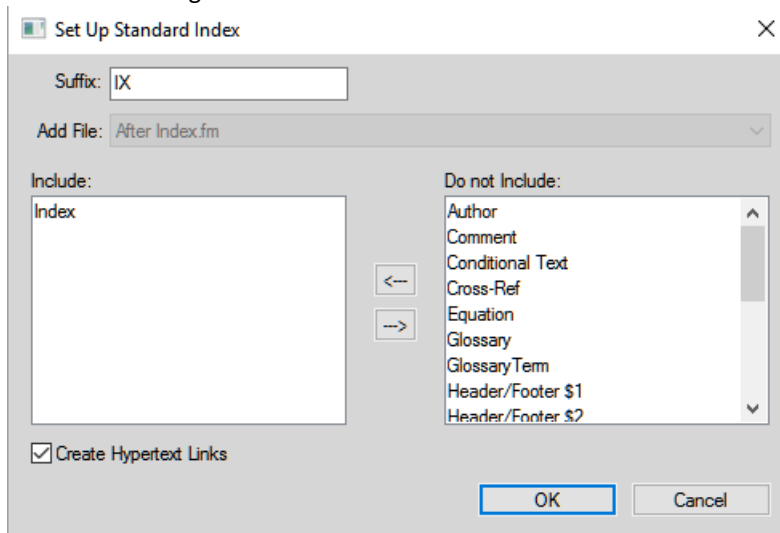 Set Up Standard Index
Suffix: IX
Add File: After Index.fm
Include:
Index
Do not Include:
Author
Comment
Conditional Text
Cross-Ref
Equation
Glossary
GlossaryTerm
Header/Footer $1
Header/Footer $2
<---
--->
Create Hypertext Links
OK
Cancel